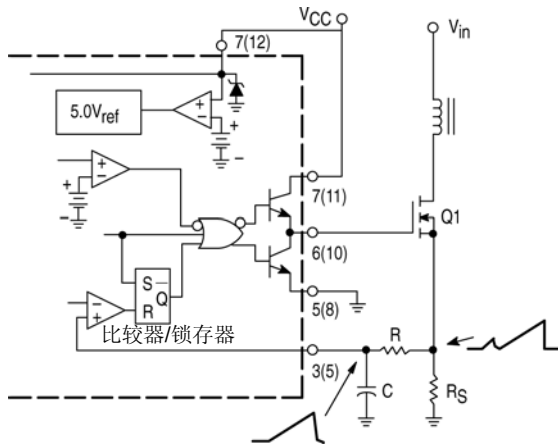 VCC
Vin
7(12)
5.0Vref
+
−
+
−
+
−
+
−
7(11)
Q1
6(10)
S
Q
R
5(8)
−
+
比较器/锁存器
3(5)
R
C
RS